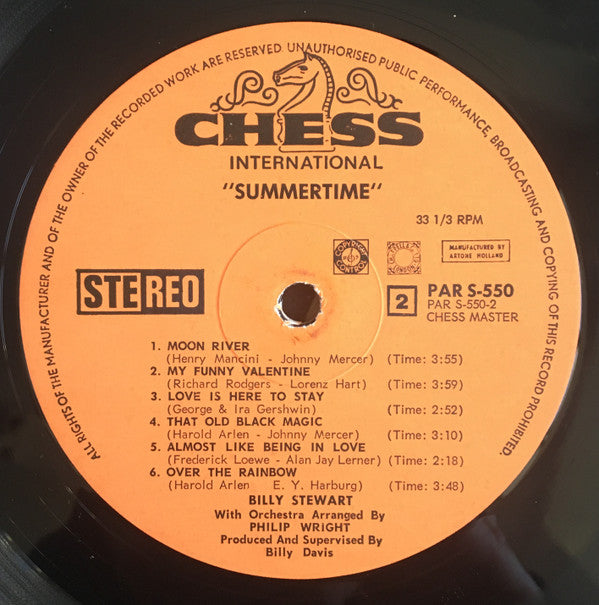 ALL RIGHTS OF THE MANUFACTURER AND OF THE OWNER OF THE RECORDED WORK ARE RESERVED. UNAUTHORISED PUBLIC PERFORMANCE, BROADCASTING AND COPYING OF THIS RECORD PROHIBITED.
CHESS
INTERNATIONAL
"SUMMERTIME"
33 1/3 RPM
COPYRIGHT
CONTROL
MANUFACTURED BY
ARTONE HOLLAND
STEREO
2
PAR S-550
PAR S-550-2
CHESS MASTER
1. MOON RIVER
(Henry Mancini - Johnny Mercer) (Time: 3:55)
2. MY FUNNY VALENTINE
(Richard Rodgers - Lorenz Hart) (Time: 3:59)
3. LOVE IS HERE TO STAY
(George & Ira Gershwin) (Time: 2:52)
4. THAT OLD BLACK MAGIC
(Harold Arlen - Johnny Mercer) (Time: 3:10)
5. ALMOST LIKE BEING IN LOVE
(Frederick Loewe - Alan Jay Lerner) (Time: 2:18)
6. OVER THE RAINBOW
(Harold Arlen E. Y. Harburg) (Time: 3:48)
BILLY STEWART
With Orchestra Arranged By
PHILIP WRIGHT
Produced And Supervised By
Billy Davis